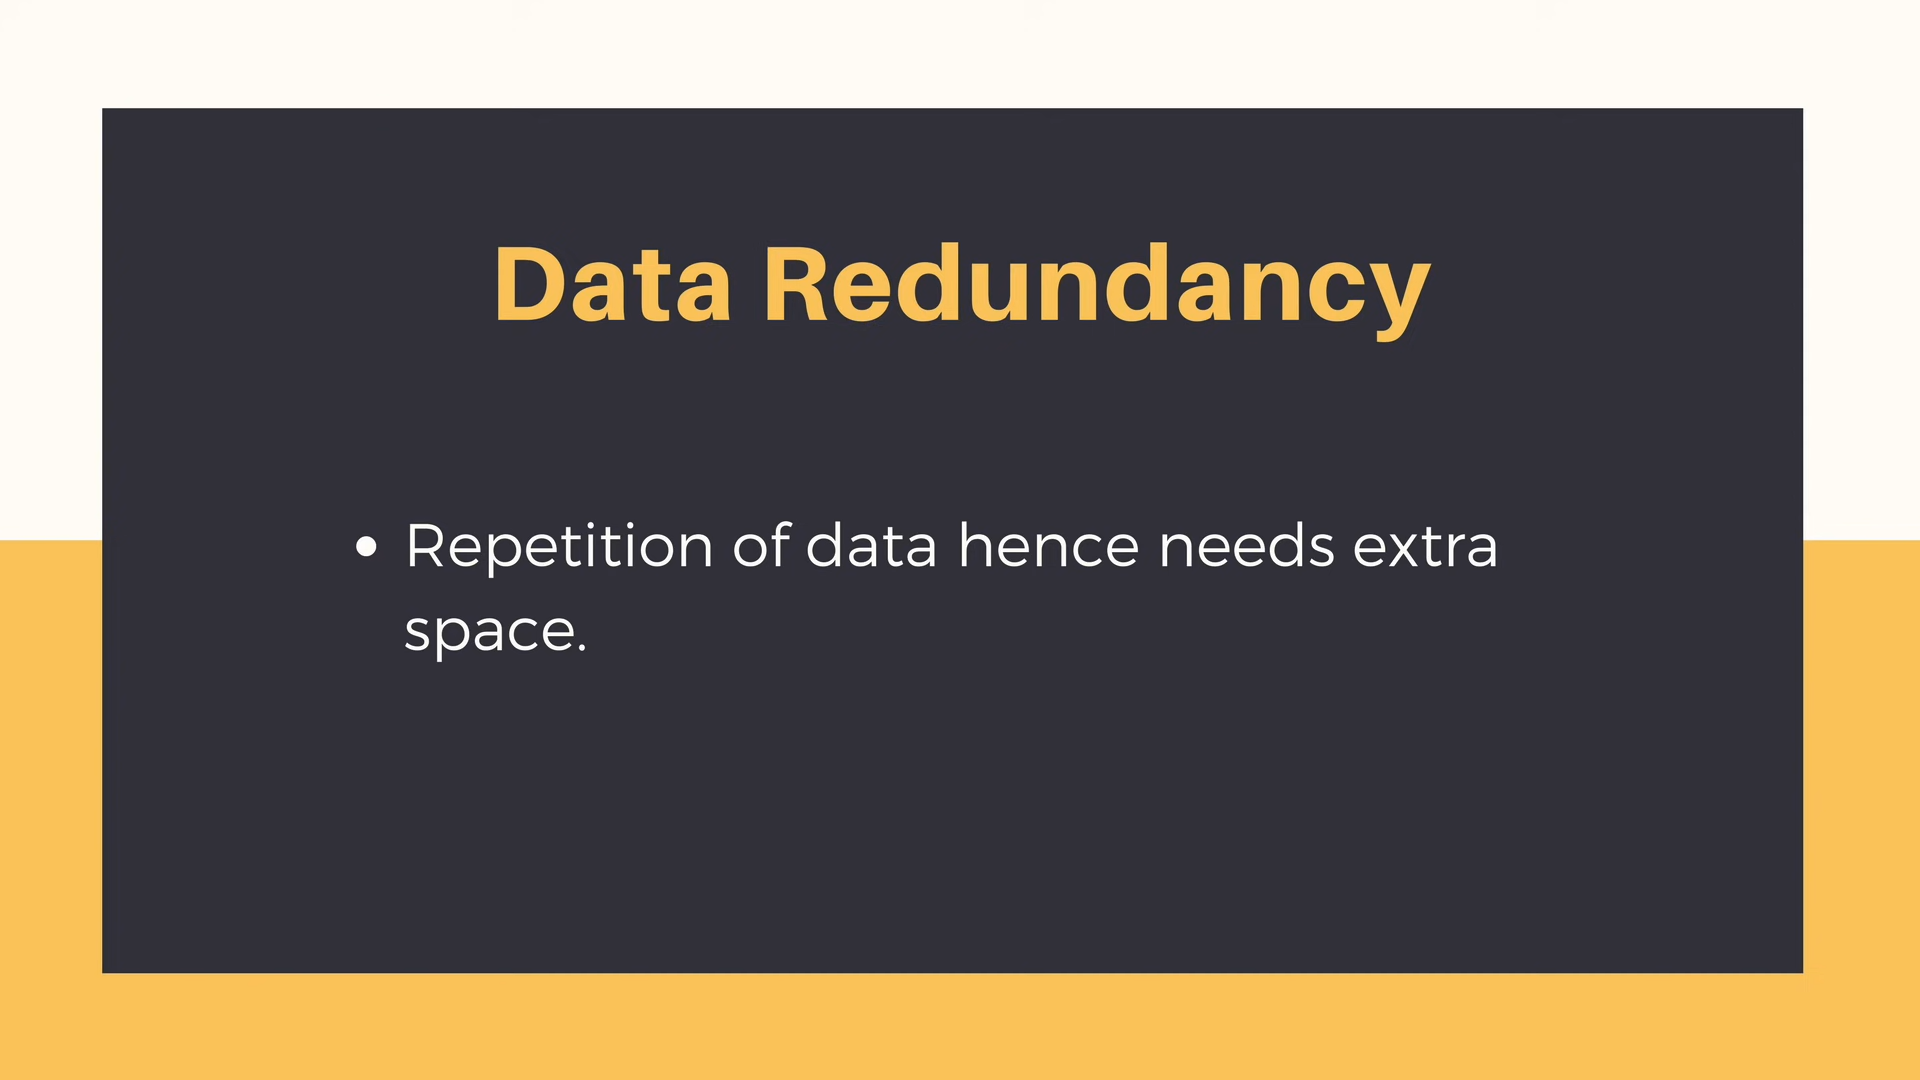 Data Redundancy
• Repetition of data hence needs extra
space.